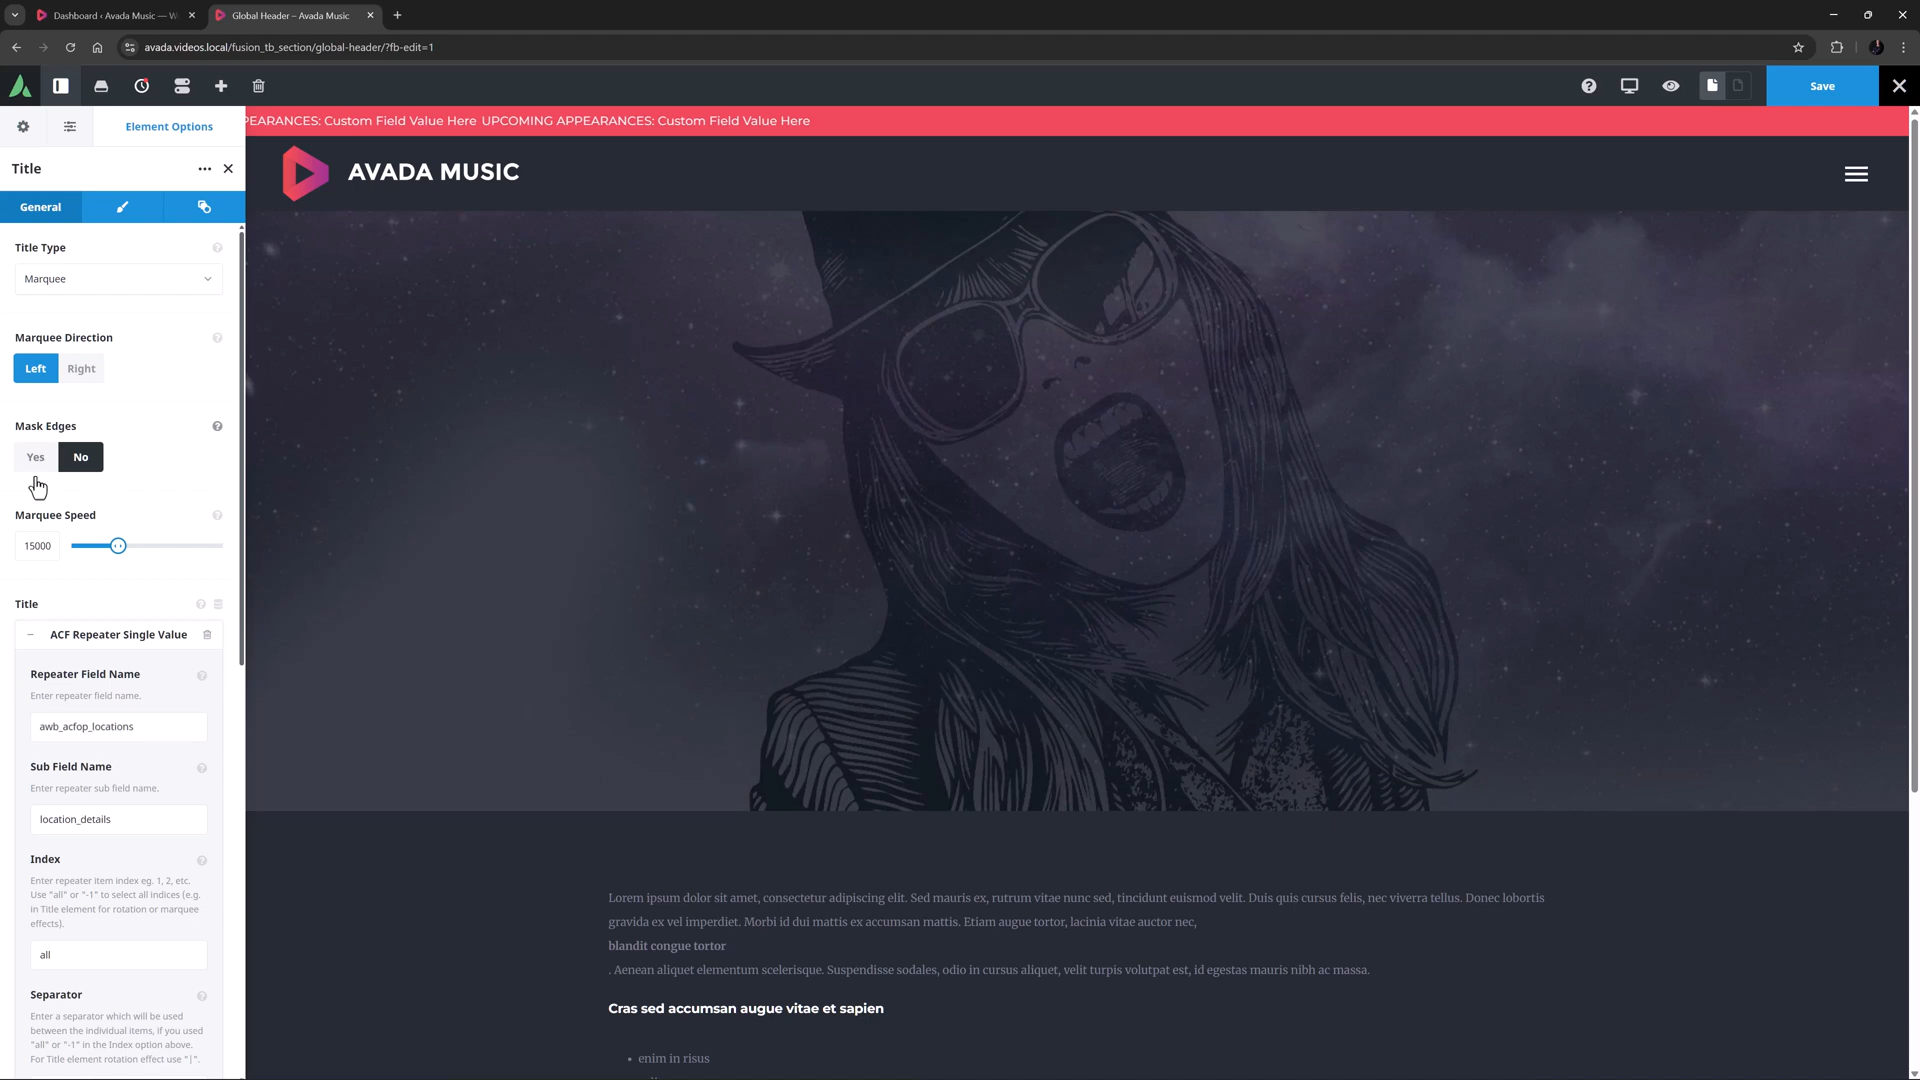 Dashboard ‹ Avada Music — W
Global Header – Avada Music
avada.videos.local/fusion_tb_section/global-header/?fb-edit=1
Save
Element Options
PEARANCES: Custom Field Value Here UPCOMING APPEARANCES: Custom Field Value Here
Title
AVADA MUSIC
General
Title Type
Marquee
Marquee Direction
Left Right
Mask Edges
Yes No
Marquee Speed
15000
Title
ACF Repeater Single Value
Repeater Field Name
Enter repeater field name.
awb_acfop_locations
Sub Field Name
Enter repeater sub field name.
location_details
Index
Enter repeater item index eg. 1, 2, etc.
Use "all" or "-1" to select all indices (e.g.
in Title element for rotation or marquee
effects).
all
Separator
Enter a separator which will be used
between the individual items, if you used
"all" or "-1" in the Index option above.
For Title element rotation effect use "|".
Lorem ipsum dolor sit amet, consectetur adipiscing elit. Sed mauris ex, rutrum vitae nunc sed, tincidunt euismod velit. Duis quis cursus felis, nec viverra tellus. Donec lobortis
gravida ex vel imperdiet. Morbi id dui mattis ex accumsan mattis. Etiam augue tortor, lacinia vitae auctor nec,
blandit congue tortor
. Aenean aliquet elementum scelerisque. Suspendisse sodales, odio in cursus aliquet, velit turpis volutpat est, id egestas mauris nibh ac massa.
Cras sed accumsan augue vitae et sapien
• enim in risus